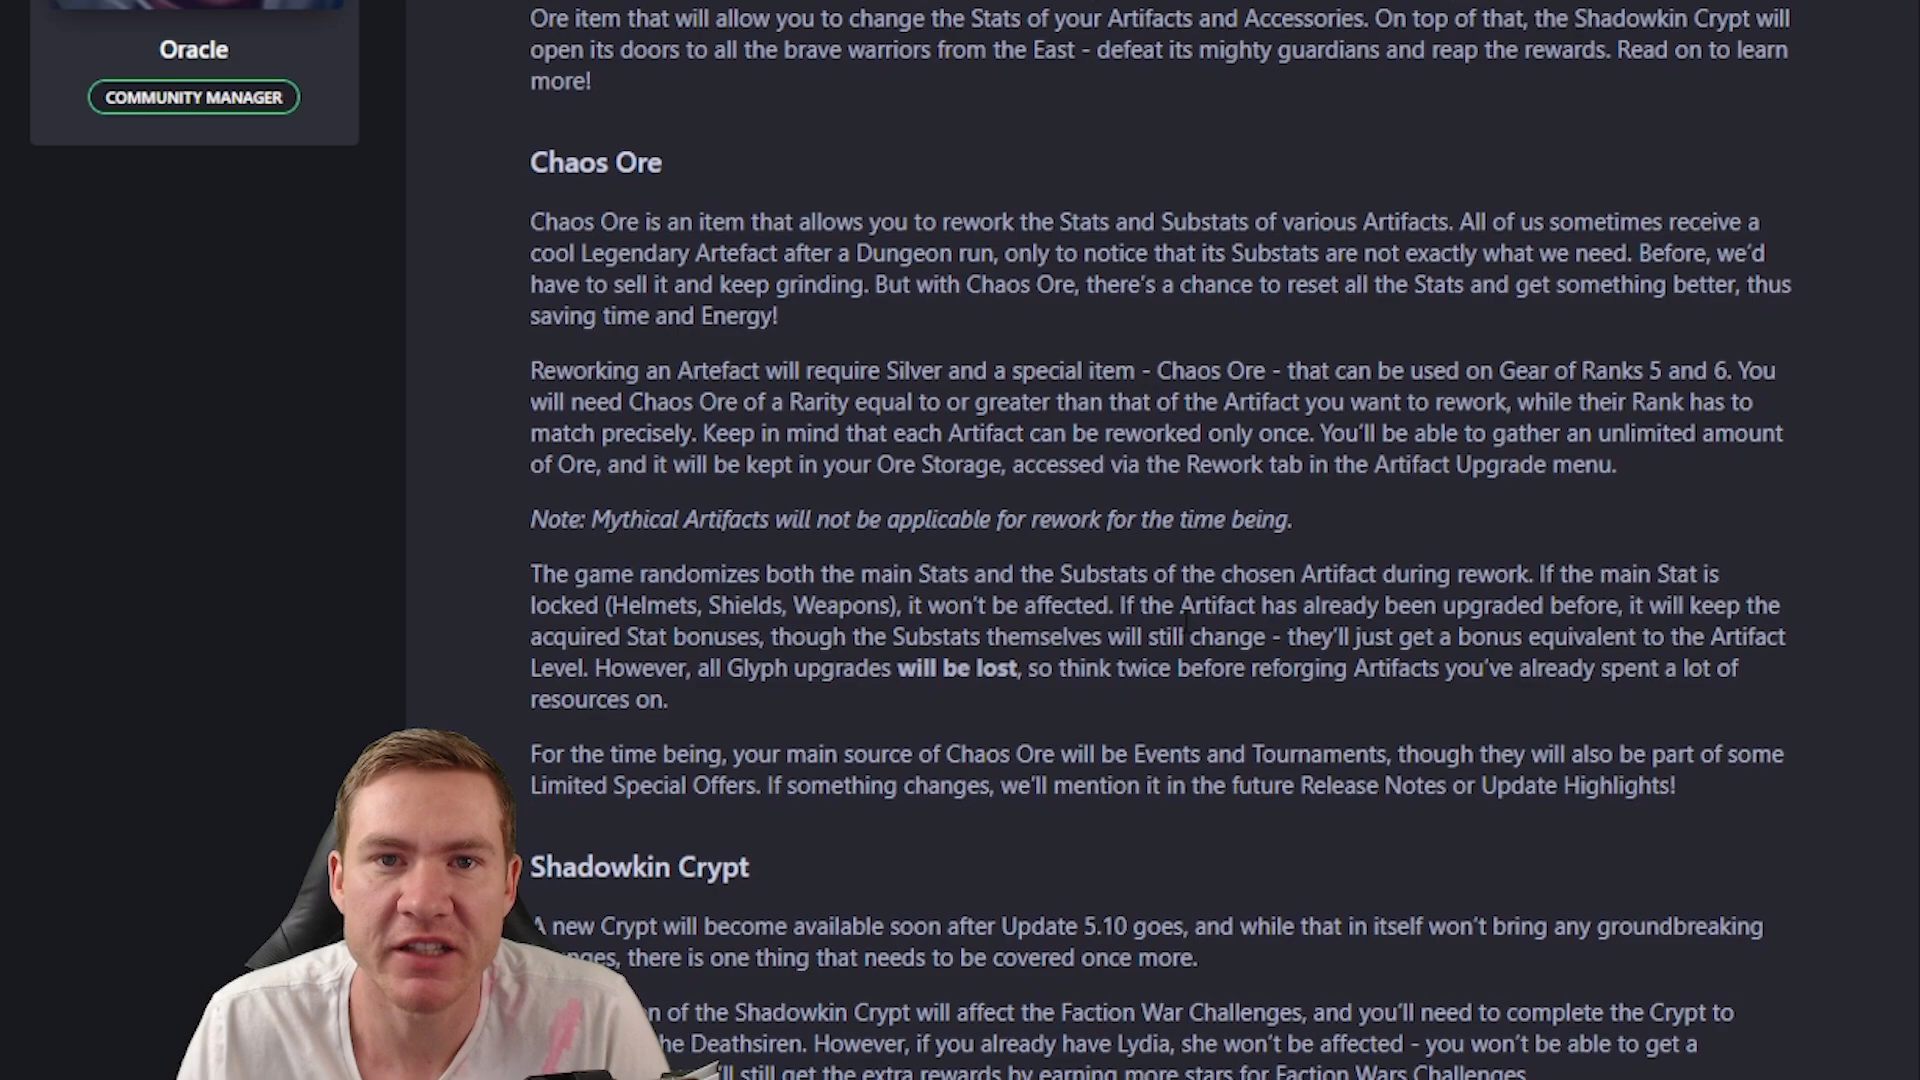 Oracle
COMMUNITY MANAGER
Ore item that will allow you to change the Stats of your Artifacts and Accessories. On top of that, the Shadowkin Crypt will
open its doors to all the brave warriors from the East - defeat its mighty guardians and reap the rewards. Read on to learn
more!
Chaos Ore
Chaos Ore is an item that allows you to rework the Stats and Substats of various Artifacts. All of us sometimes receive a
cool Legendary Artefact after a Dungeon run, only to notice that its Substats are not exactly what we need. Before, we’d
have to sell it and keep grinding. But with Chaos Ore, there’s a chance to reset all the Stats and get something better, thus
saving time and Energy!
Reworking an Artefact will require Silver and a special item - Chaos Ore - that can be used on Gear of Ranks 5 and 6. You
will need Chaos Ore of a Rarity equal to or greater than that of the Artifact you want to rework, while their Rank has to
match precisely. Keep in mind that each Artifact can be reworked only once. You’ll be able to gather an unlimited amount
of Ore, and it will be kept in your Ore Storage, accessed via the Rework tab in the Artifact Upgrade menu.
Note: Mythical Artifacts will not be applicable for rework for the time being.
The game randomizes both the main Stats and the Substats of the chosen Artifact during rework. If the main Stat is
locked (Helmets, Shields, Weapons), it won’t be affected. If the Artifact has already been upgraded before, it will keep the
acquired Stat bonuses, though the Substats themselves will still change - they’ll just get a bonus equivalent to the Artifact
Level. However, all Glyph upgrades will be lost, so think twice before reforging Artifacts you’ve already spent a lot of
resources on.
For the time being, your main source of Chaos Ore will be Events and Tournaments, though they will also be part of some
Limited Special Offers. If something changes, we’ll mention it in the future Release Notes or Update Highlights!
Shadowkin Crypt
A new Crypt will become available soon after Update 5.10 goes, and while that in itself won’t bring any groundbreaking
there is one thing that needs to be covered once more.
of the Shadowkin Crypt will affect the Faction War Challenges, and you’ll need to complete the Crypt to
the Deathsiren. However, if you already have Lydia, she won’t be affected - you won’t be able to get a
still get the extra rewards by earning more stars for Faction Wars Challenges